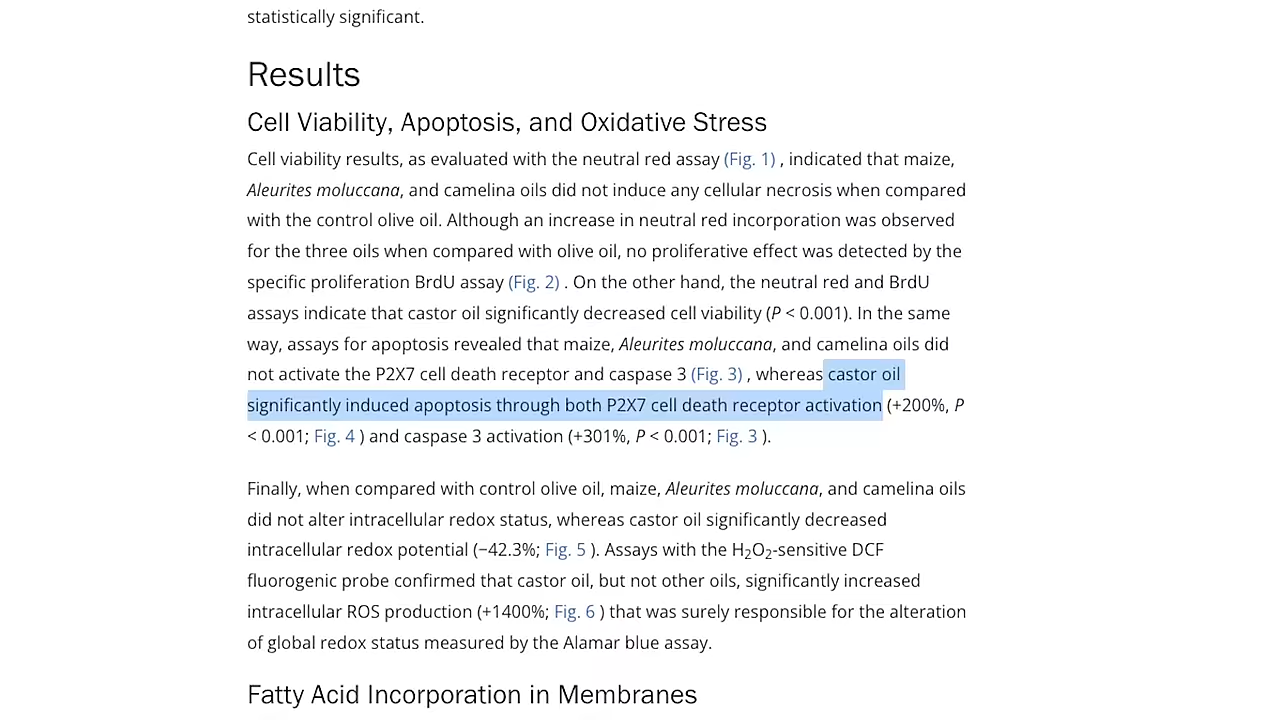 statistically significant.
Results
Cell Viability, Apoptosis, and Oxidative Stress
Cell viability results, as evaluated with the neutral red assay (Fig. 1) , indicated that maize,
Aleurites moluccana, and camelina oils did not induce any cellular necrosis when compared
with the control olive oil. Although an increase in neutral red incorporation was observed
for the three oils when compared with olive oil, no proliferative effect was detected by the
specific proliferation BrdU assay (Fig. 2) . On the other hand, the neutral red and BrdU
assays indicate that castor oil significantly decreased cell viability (P < 0.001). In the same
way, assays for apoptosis revealed that maize, Aleurites moluccana, and camelina oils did
not activate the P2X7 cell death receptor and caspase 3 (Fig. 3) , whereas castor oil
significantly induced apoptosis through both P2X7 cell death receptor activation (+200%, P
< 0.001; Fig. 4 ) and caspase 3 activation (+301%, P < 0.001; Fig. 3 ).
Finally, when compared with control olive oil, maize, Aleurites moluccana, and camelina oils
did not alter intracellular redox status, whereas castor oil significantly decreased
intracellular redox potential (−42.3%; Fig. 5 ). Assays with the H₂O₂-sensitive DCF
fluorogenic probe confirmed that castor oil, but not other oils, significantly increased
intracellular ROS production (+1400%; Fig. 6 ) that was surely responsible for the alteration
of global redox status measured by the Alamar blue assay.
Fatty Acid Incorporation in Membranes